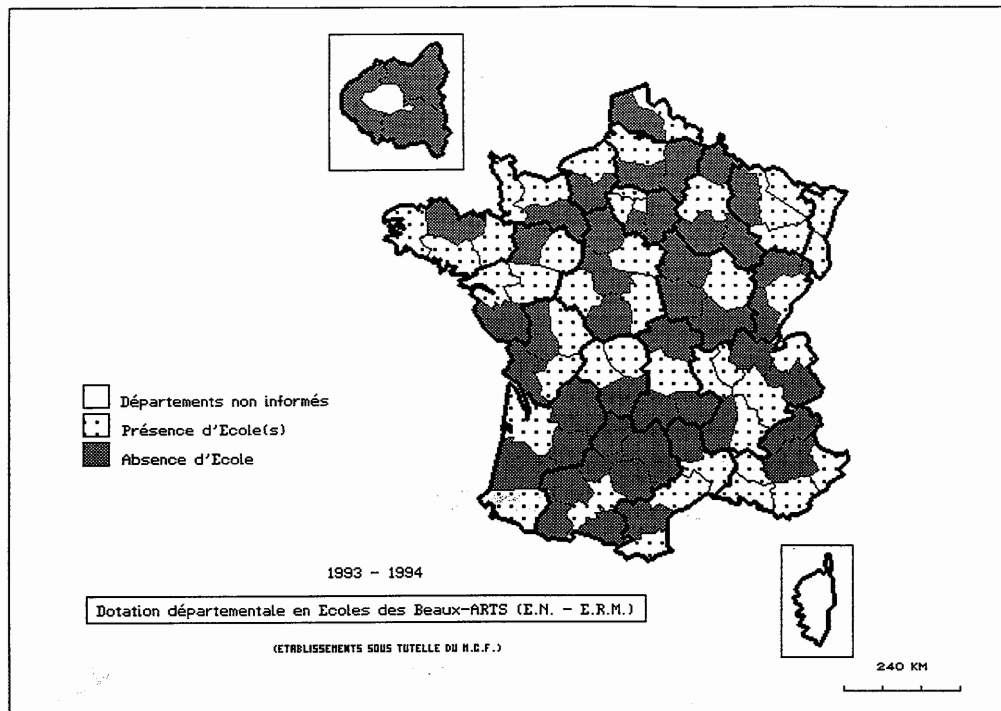 Départements non informés
Présence d'Ecole(s)
Absence d'Ecole
1993 - 1994
Dotation départementale en Ecoles des Beaux-ARTS (E.N. - E.R.M.)
(ETABLISSEMENTS SOUS TUTELLE DU M.C.F.)
240 KM